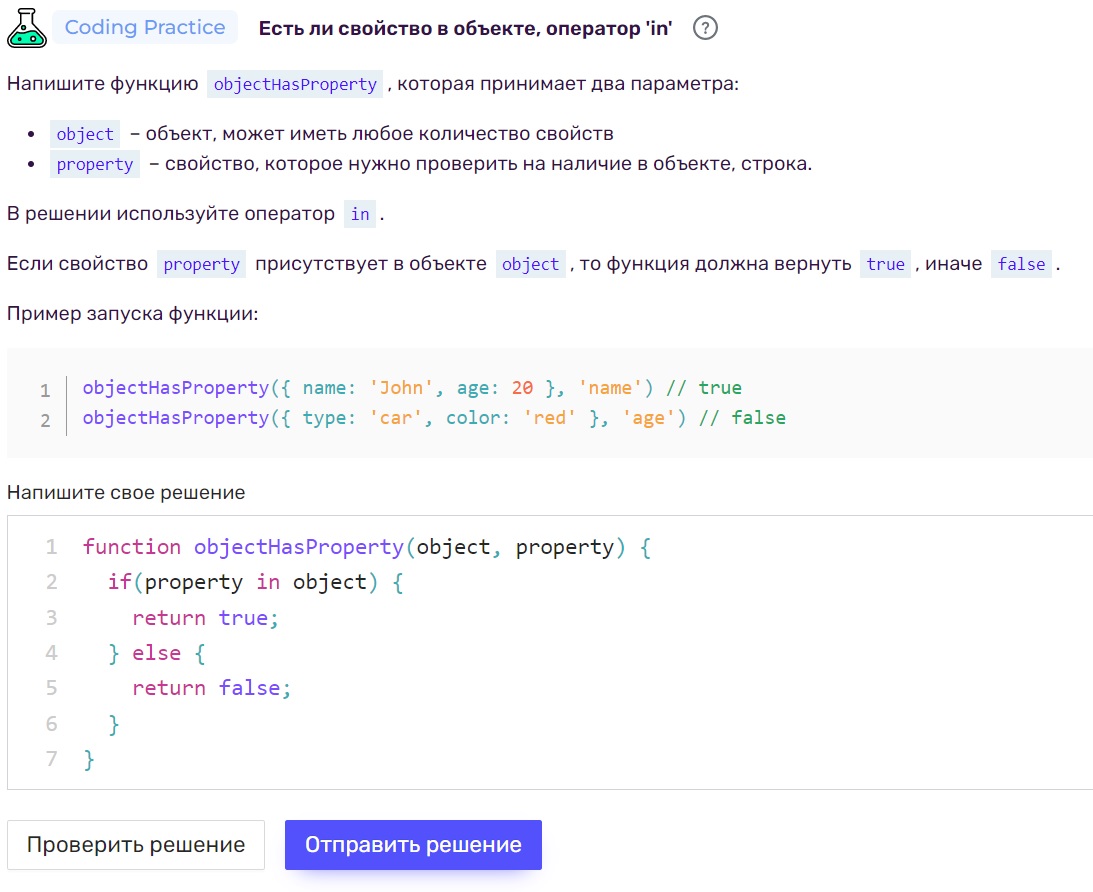 Coding Practice Есть ли свойство в объекте, оператор 'in' ?
Напишите функцию objectHasProperty , которая принимает два параметра:
• object – объект, может иметь любое количество свойств
• property – свойство, которое нужно проверить на наличие в объекте, строка.
В решении используйте оператор in .
Если свойство property присутствует в объекте object , то функция должна вернуть true , иначе false .
Пример запуска функции:
1 objectHasProperty({ name: 'John', age: 20 }, 'name') // true
2 objectHasProperty({ type: 'car', color: 'red' }, 'age') // false
Напишите свое решение
1 function objectHasProperty(object, property) {
2   if(property in object) {
3     return true;
4   } else {
5     return false;
6   }
7 }
Проверить решение Отправить решение